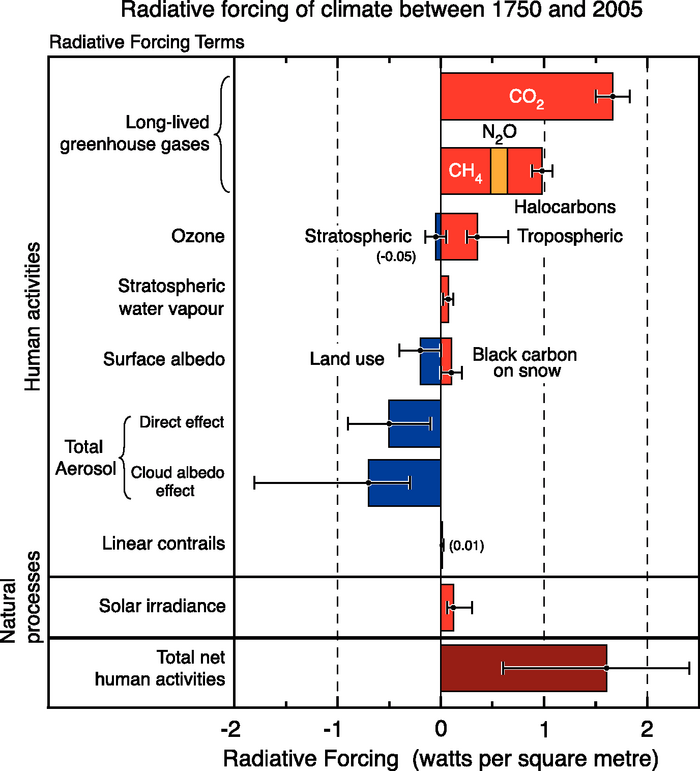 Radiative forcing of climate between 1750 and 2005
Radiative Forcing Terms
Human activities
Long-lived
greenhouse gases
CO2
N2O
CH4
Halocarbons
Ozone
Stratospheric
(-0.05)
Tropospheric
Stratospheric
water vapour
Surface albedo
Land use
Black carbon
on snow
Total
Aerosol
Direct effect
Cloud albedo
effect
Linear contrails
(0.01)
Natural
processes
Solar irradiance
Total net
human activities
-2 -1 0 1 2
Radiative Forcing (watts per square metre)